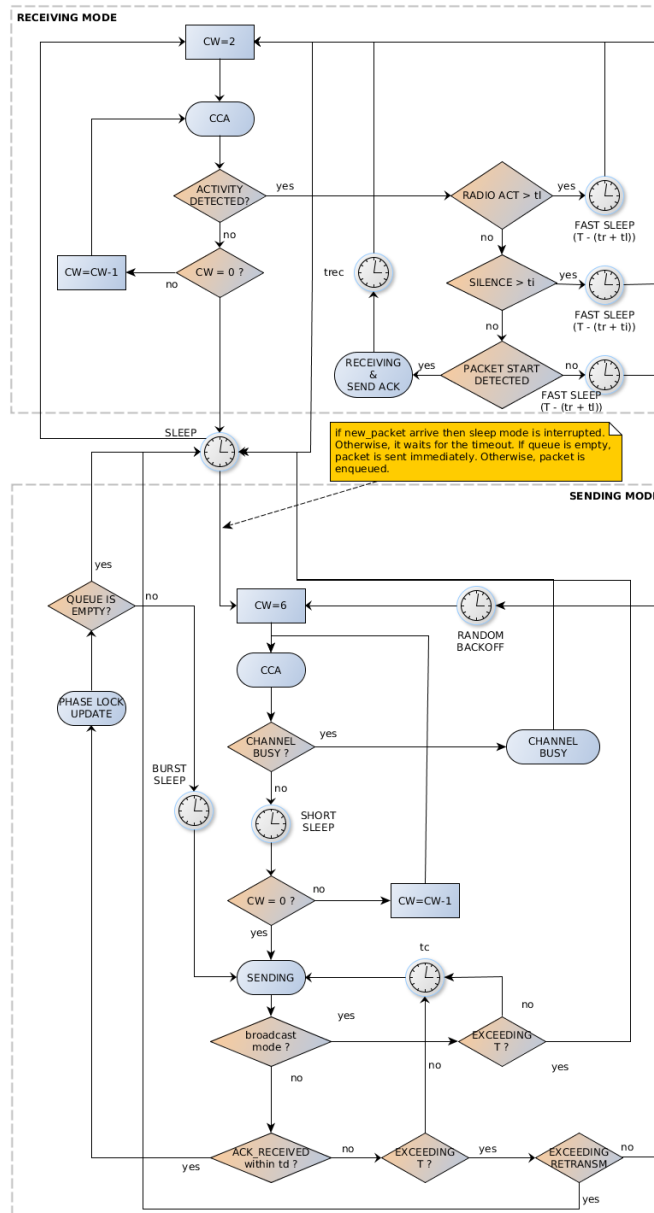 RECEIVING MODE
CW=2
CCA
ACTIVITY
DETECTED?
yes
no
CW = 0 ?
no
CW=CW-1
RADIO ACT > tl
yes
no
FAST SLEEP
(T - (tr + tl))
SILENCE > ti
yes
no
FAST SLEEP
(T - (tr + ti))
trec
RECEIVING
&
SEND ACK
yes
PACKET START
DETECTED
no
FAST SLEEP
(T - (tr + tl))
SLEEP
if new_packet arrive then sleep mode is interrupted.
Otherwise, it waits for the timeout. If queue is empty,
packet is sent immediately. Otherwise, packet is
enqueued.
SENDING MODE
yes
QUEUE IS
EMPTY?
no
CW=6
RANDOM
BACKOFF
CCA
PHASE LOCK
UPDATE
CHANNEL
BUSY ?
yes
CHANNEL
BUSY
no
BURST
SLEEP
SHORT
SLEEP
CW = 0 ?
no
CW=CW-1
yes
tc
SENDING
broadcast
mode ?
yes
no
EXCEEDING
T ?
no
yes
ACK_RECEIVED
within td ?
yes
no
EXCEEDING
T ?
no
yes
EXCEEDING
RETRANSM
no
yes